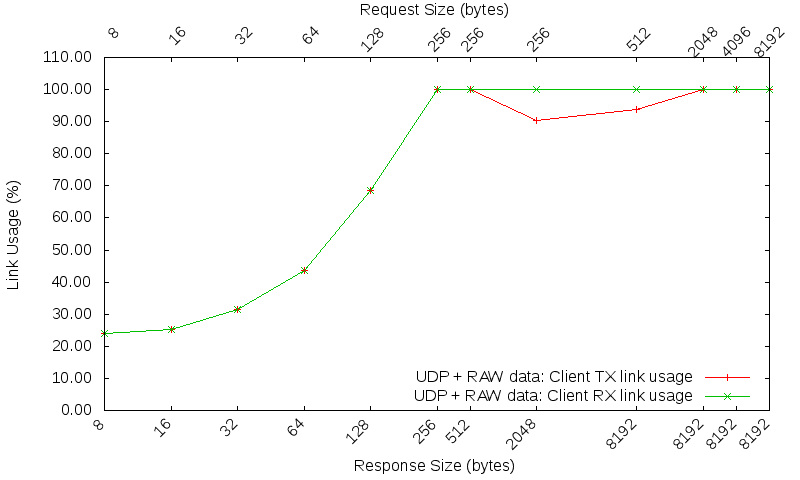 Request Size (bytes)
8 16 32 64 128 256 256 256 512 2048 4096 8192
110.00
100.00
90.00
80.00
70.00
60.00
50.00
40.00
30.00
20.00
10.00
0.00
Link Usage (%)
UDP + RAW data: Client TX link usage
UDP + RAW data: Client RX link usage
8 16 32 64 128 256 512 2048 8192 8192 8192 8192
Response Size (bytes)